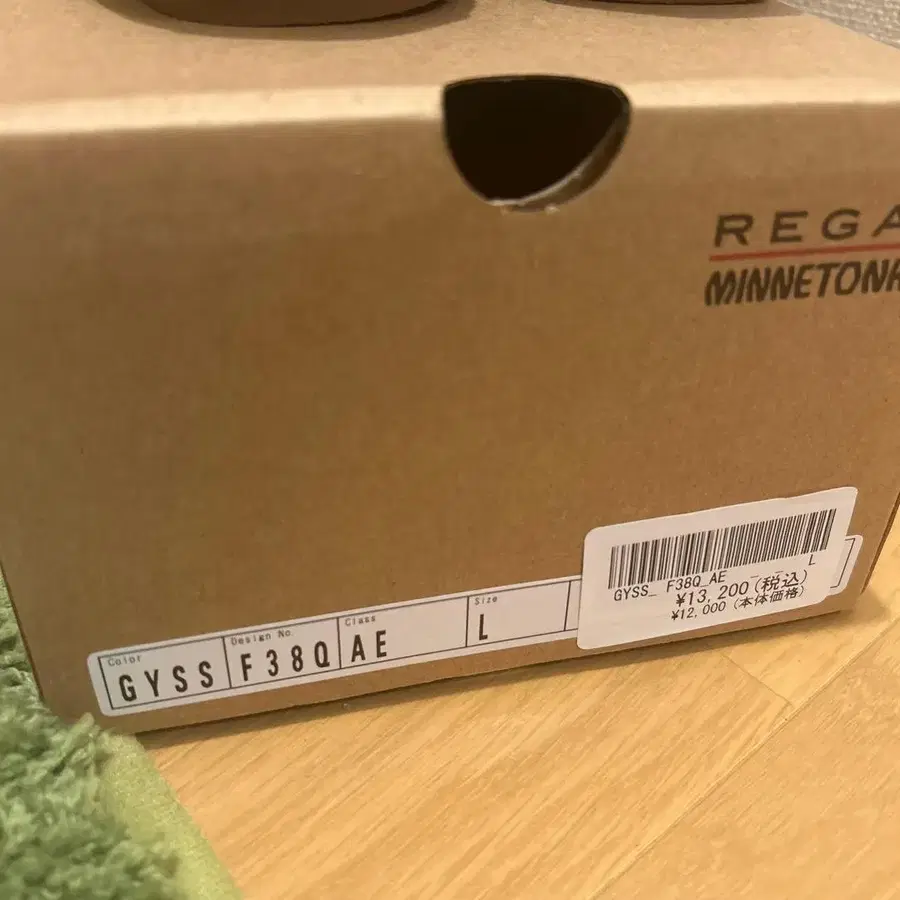 REGA
MINNETONK
Color
GYSS
Design No.
F38Q
Class
AE
Size
L
GYSS_ F38Q_AE _ _ L
¥13,200(税込)
¥12,000 (本体価格)